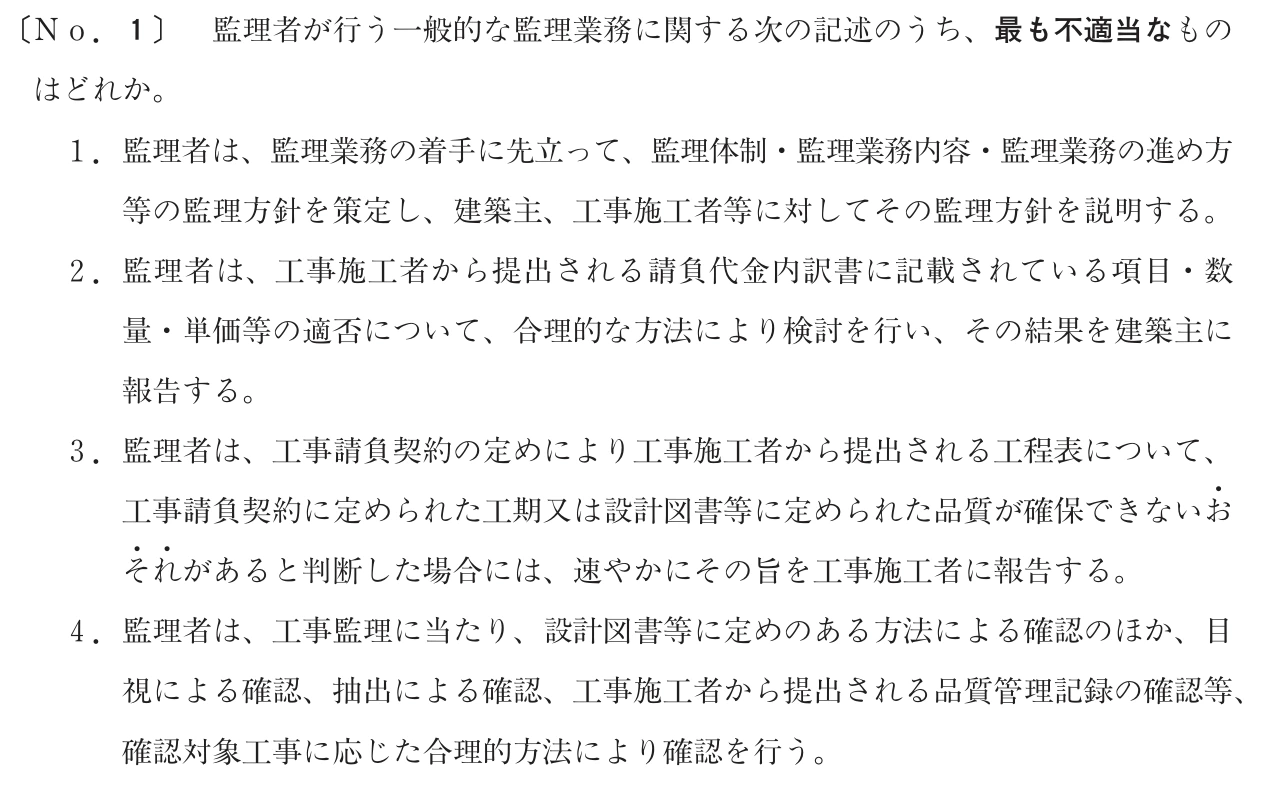 〔Ｎｏ．１〕　監理者が行う一般的な監理業務に関する次の記述のうち、最も不適当なもの
はどれか。
１．監理者は、監理業務の着手に先立って、監理体制・監理業務内容・監理業務の進め方
等の監理方針を策定し、建築主、工事施工者等に対してその監理方針を説明する。
２．監理者は、工事施工者から提出される請負代金内訳書に記載されている項目・数
量・単価等の適否について、合理的な方法により検討を行い、その結果を建築主に
報告する。
３．監理者は、工事請負契約の定めにより工事施工者から提出される工程表について、
工事請負契約に定められた工期又は設計図書等に定められた品質が確保できないお
それがあると判断した場合には、速やかにその旨を工事施工者に報告する。
４．監理者は、工事監理に当たり、設計図書等に定めのある方法による確認のほか、目
視による確認、抽出による確認、工事施工者から提出される品質管理記録の確認等、
確認対象工事に応じた合理的方法により確認を行う。